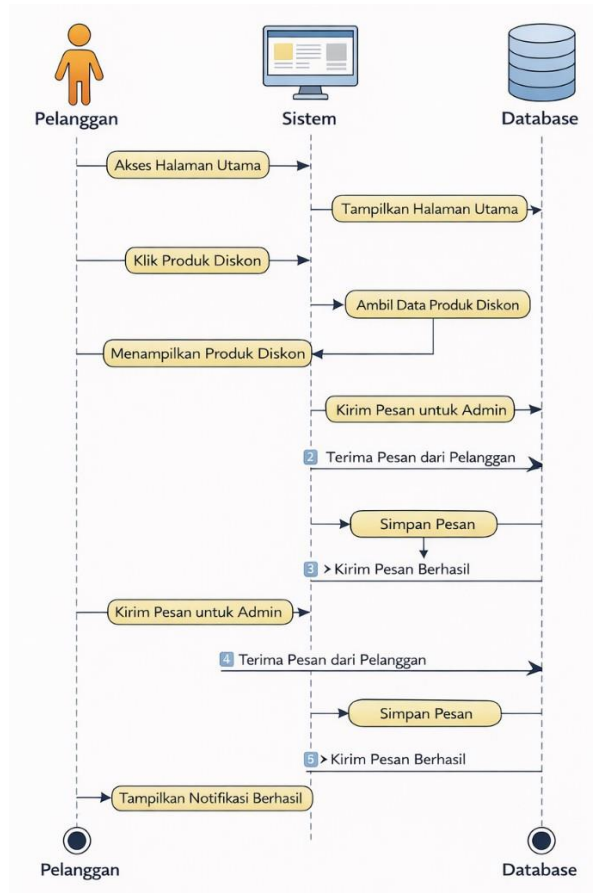 Pelanggan
Sistem
Database
Akses Halaman Utama
Tampilkan Halaman Utama
Klik Produk Diskon
Ambil Data Produk Diskon
Menampilkan Produk Diskon
Kirim Pesan untuk Admin
2 Terima Pesan dari Pelanggan
Simpan Pesan
3 > Kirim Pesan Berhasil
Kirim Pesan untuk Admin
4 Terima Pesan dari Pelanggan
Simpan Pesan
5 > Kirim Pesan Berhasil
Tampilkan Notifikasi Berhasil
Pelanggan
Database